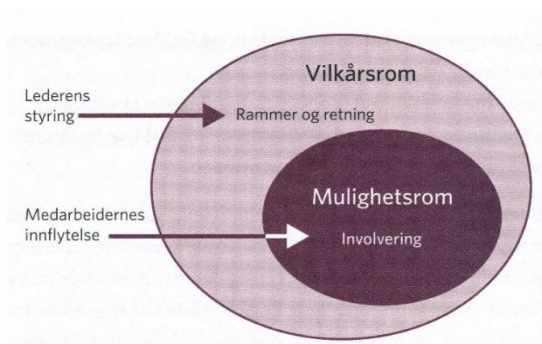 Vilkårsrom
Lederens
styring
Rammer og retning
Mulighetsrom
Medarbeidernes
innflytelse
Involvering